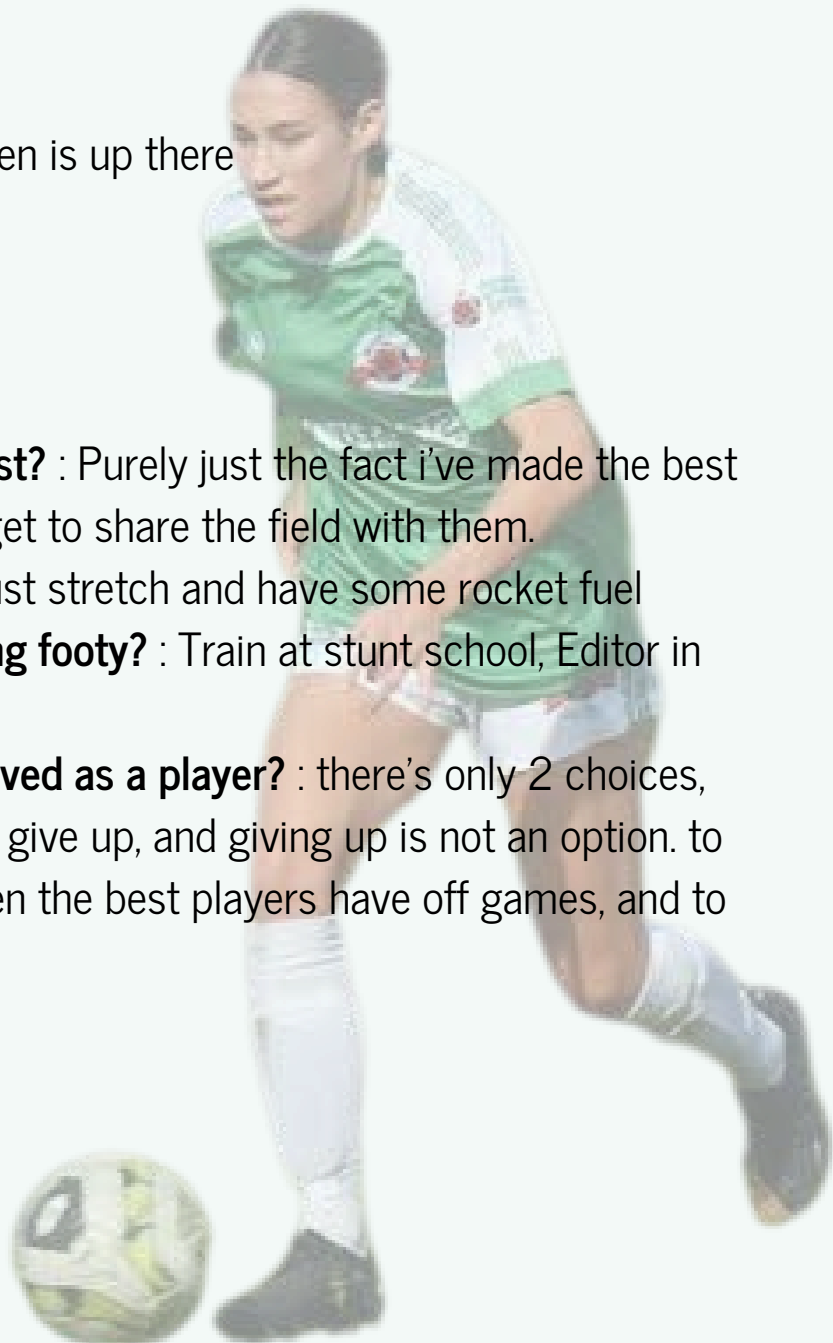 en is up there
st? : Purely just the fact i've made the best
get to share the field with them.
ust stretch and have some rocket fuel
ng footy? : Train at stunt school, Editor in
ved as a player? : there's only 2 choices,
give up, and giving up is not an option. to
en the best players have off games, and to